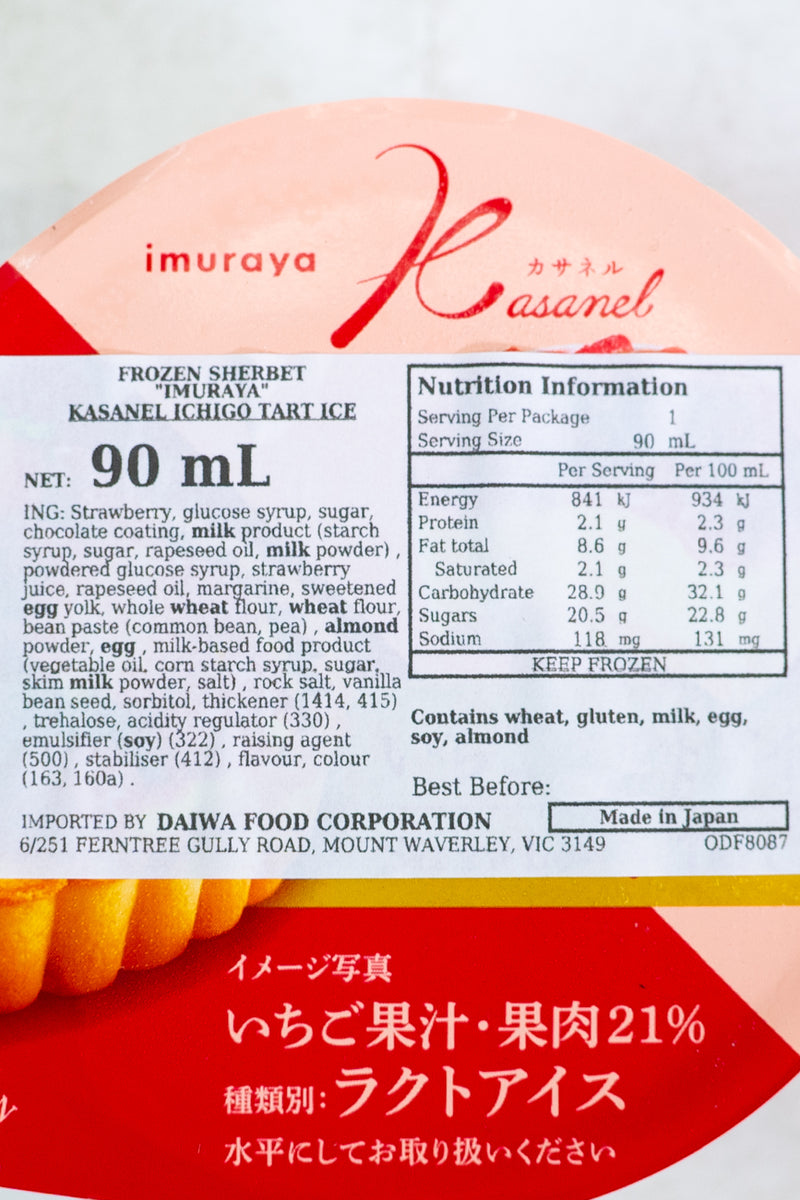 imuraya
カサネル
Kasanel
FROZEN SHERBET
"IMURAYA"
KASANEL ICHIGO TART ICE
NET: 90 mL
ING: Strawberry, glucose syrup, sugar,
chocolate coating, milk product (starch
syrup, sugar, rapeseed oil, milk powder) ,
powdered glucose syrup, strawberry
juice, rapeseed oil, margarine, sweetened
egg yolk, whole wheat flour, wheat flour,
bean paste (common bean, pea) , almond
powder, egg , milk-based food product
(vegetable oil, corn starch syrup, sugar,
skim milk powder, salt) , rock salt, vanilla
bean seed, sorbitol, thickener (1414, 415)
, trehalose, acidity regulator (330) ,
emulsifier (soy) (322) , raising agent
(500) , stabiliser (412) , flavour, colour
(163, 160a) .
Nutrition Information
Serving Per Package 1
Serving Size 90 mL
Per Serving Per 100 mL
Energy 841 kJ 934 kJ
Protein 2.1 g 2.3 g
Fat total 8.6 g 9.6 g
Saturated 2.1 g 2.3 g
Carbohydrate 28.9 g 32.1 g
Sugars 20.5 g 22.8 g
Sodium 118 mg 131 mg
KEEP FROZEN
Contains wheat, gluten, milk, egg,
soy, almond
Best Before:
IMPORTED BY DAIWA FOOD CORPORATION
Made in Japan
6/251 FERNTREE GULLY ROAD, MOUNT WAVERLEY, VIC 3149
ODF8087
イメージ写真
いちご果汁・果肉21%
種類別:ラクトアイス
水平にしてお取り扱いください